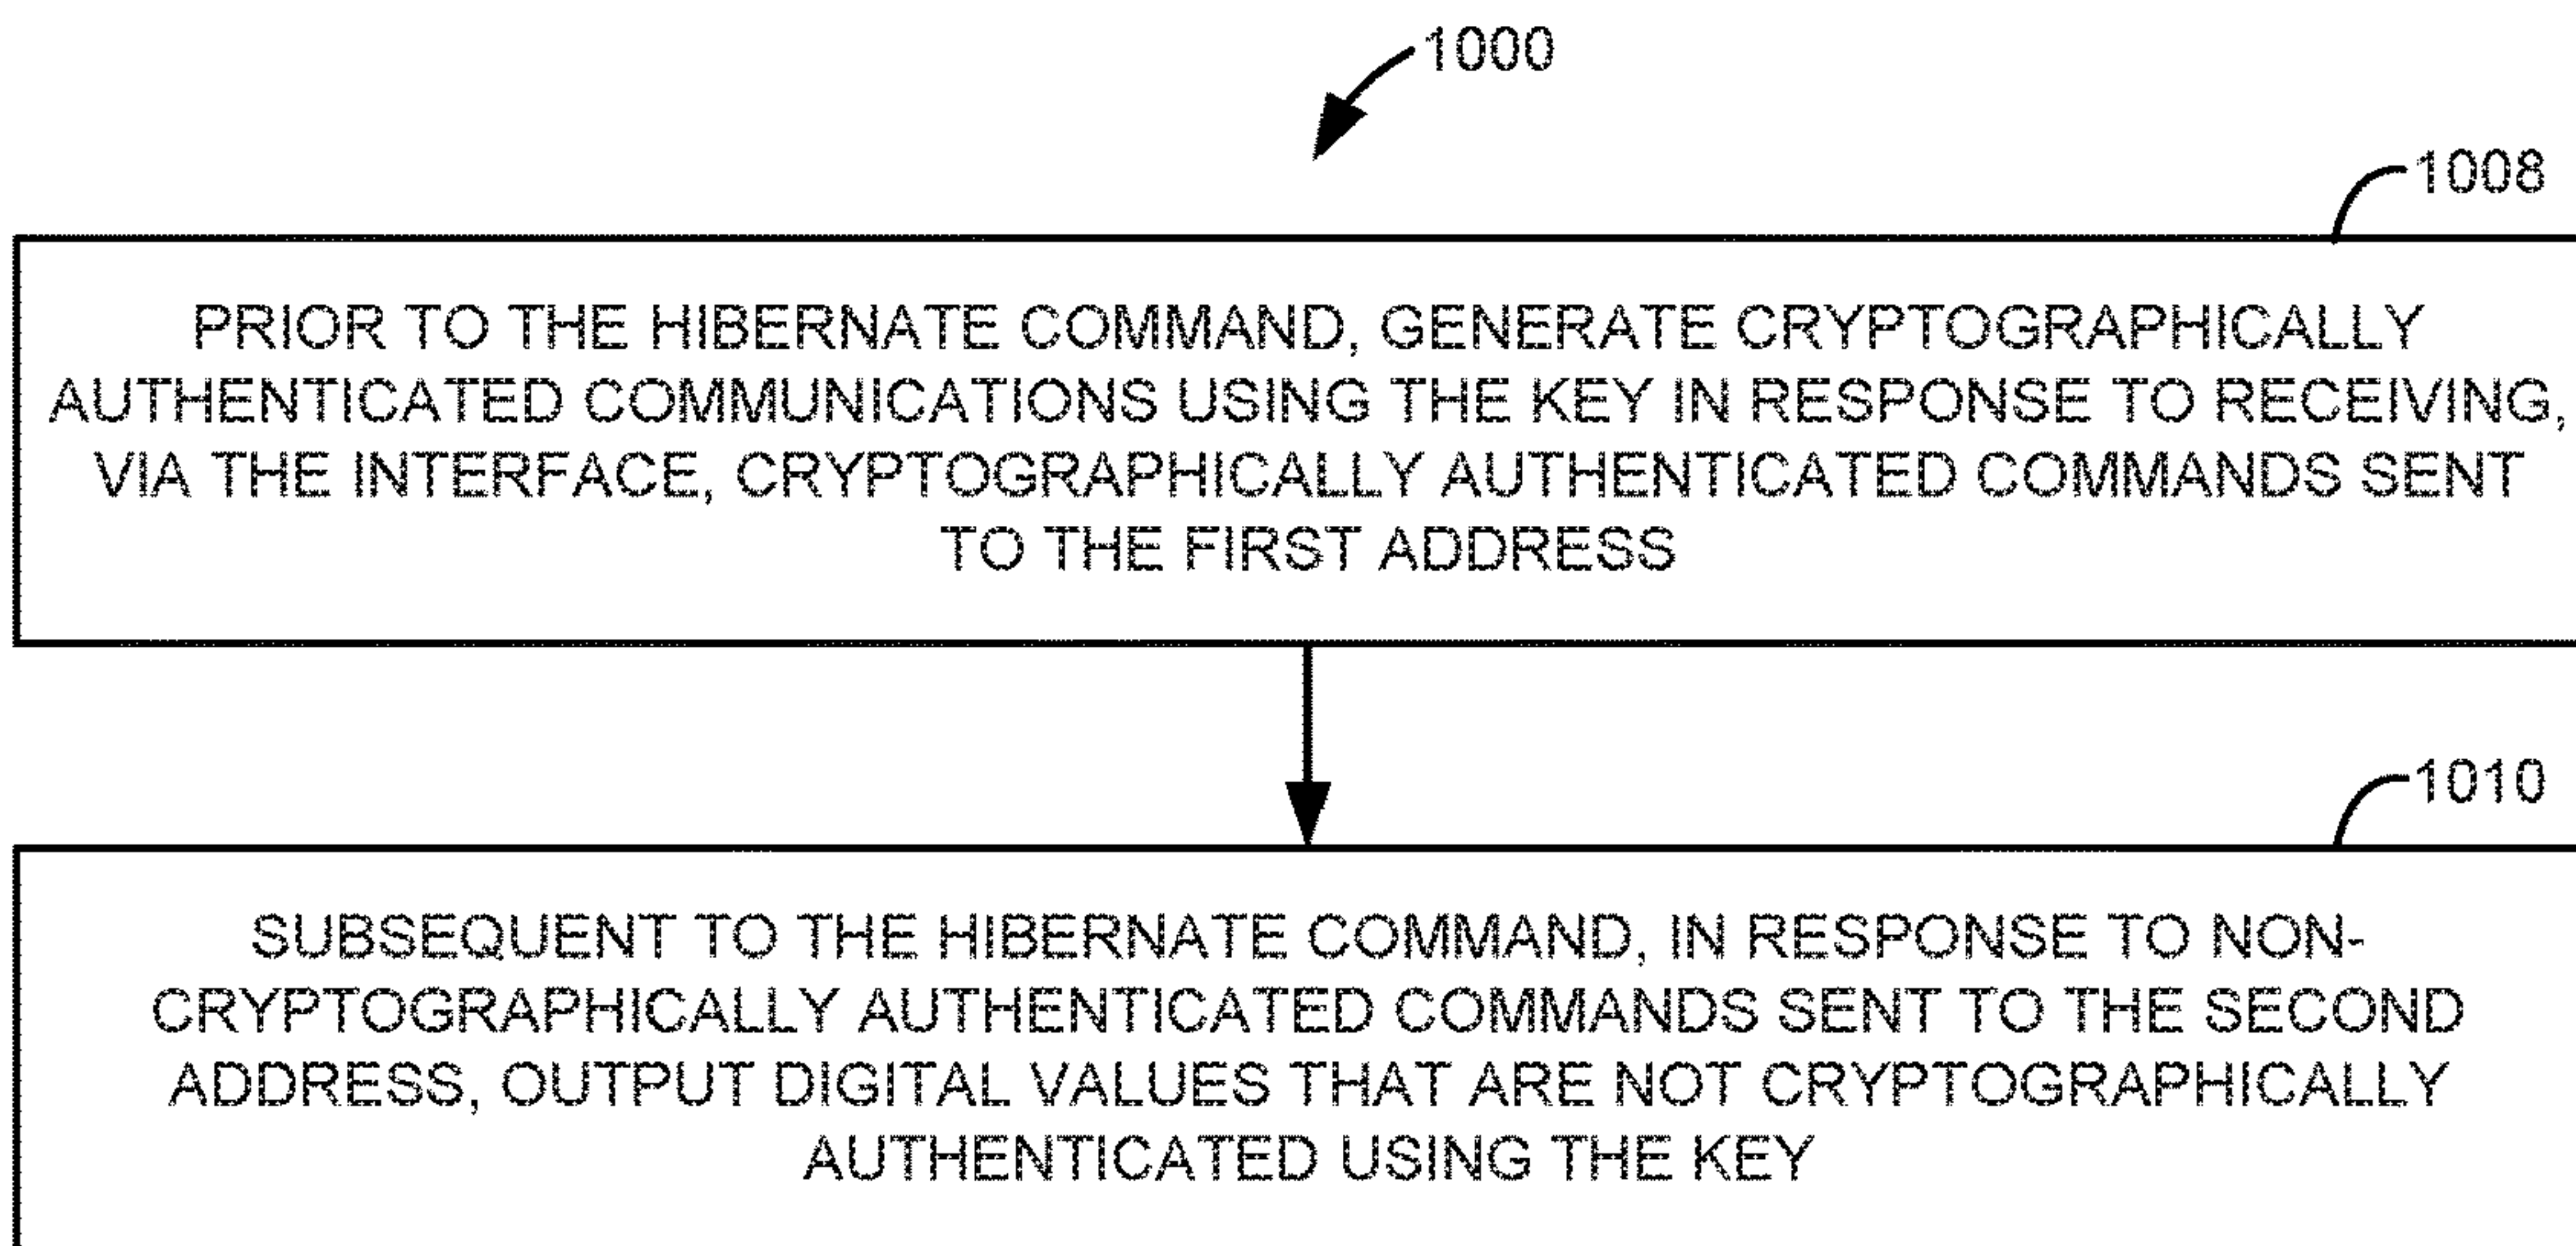 1000
1008
PRIOR TO THE HIBERNATE COMMAND, GENERATE CRYPTOGRAPHICALLY
AUTHENTICATED COMMUNICATIONS USING THE KEY IN RESPONSE TO RECEIVING,
VIA THE INTERFACE, CRYPTOGRAPHICALLY AUTHENTICATED COMMANDS SENT
TO THE FIRST ADDRESS
1010
SUBSEQUENT TO THE HIBERNATE COMMAND, IN RESPONSE TO NON-
CRYPTOGRAPHICALLY AUTHENTICATED COMMANDS SENT TO THE SECOND
ADDRESS, OUTPUT DIGITAL VALUES THAT ARE NOT CRYPTOGRAPHICALLY
AUTHENTICATED USING THE KEY